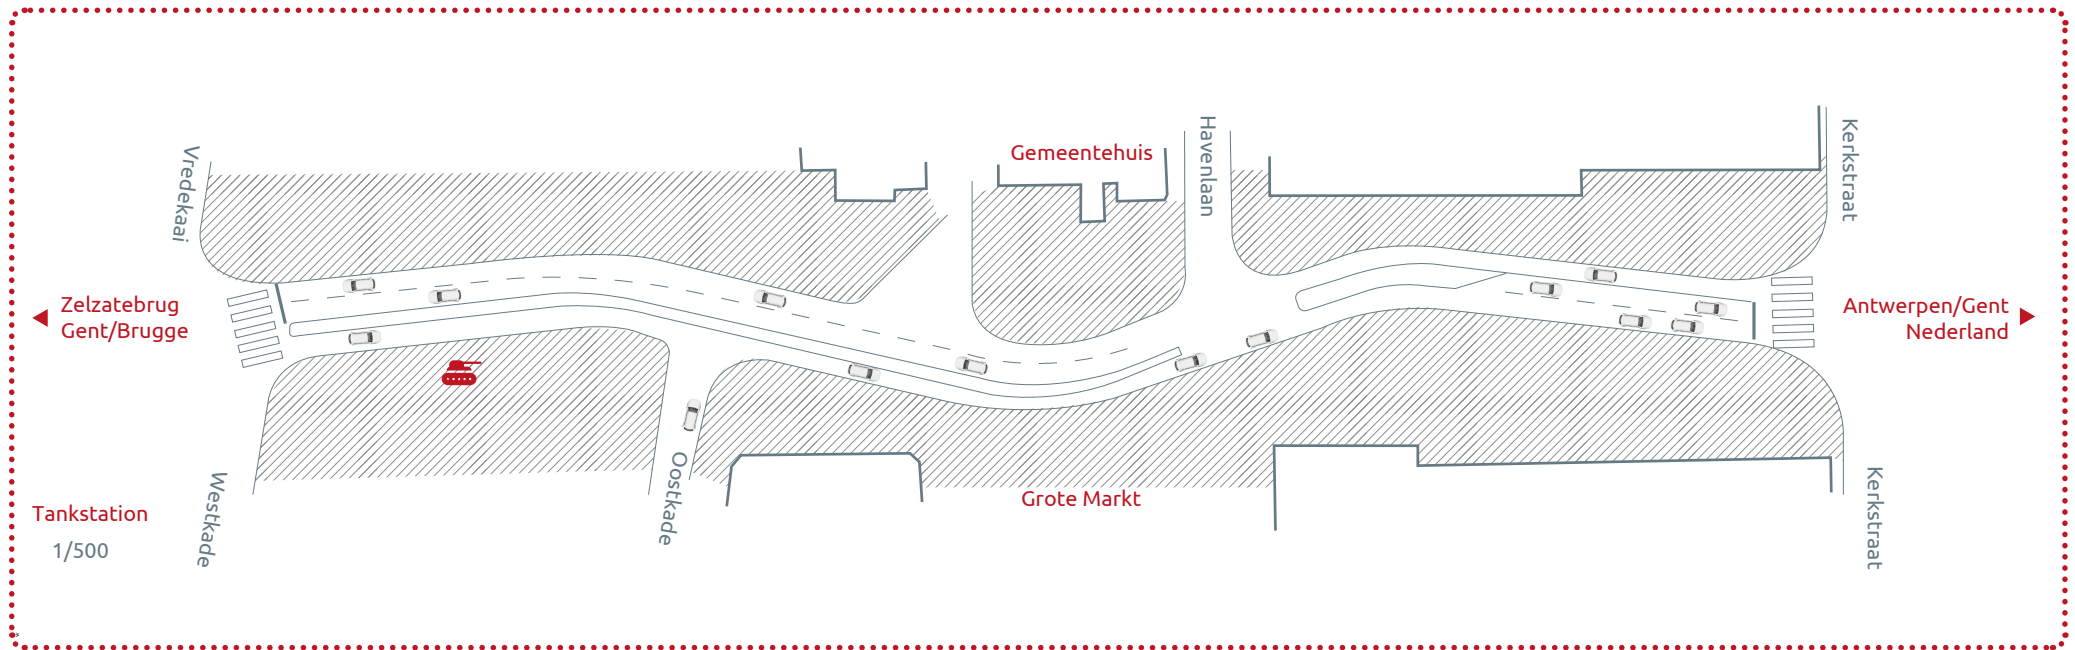 Vredekaai
Gemeentehuis
Havenlaan
Kerkstraat
Zelzatebrug
Gent/Brugge
Antwerpen/Gent
Nederland
Tankstation
1/500
Westkade
Oostkade
Grote Markt
Kerkstraat